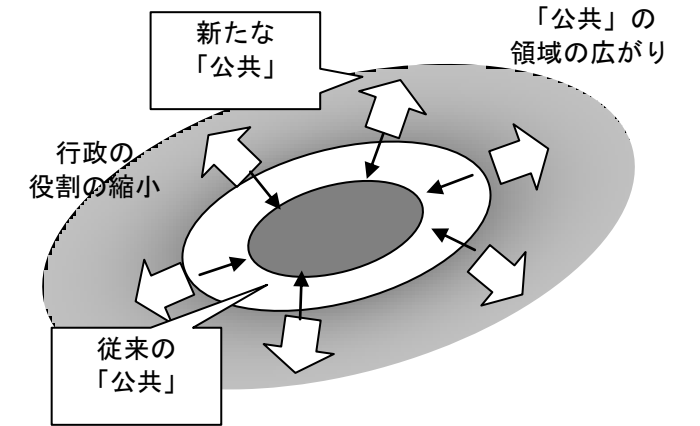 新たな
「公共」
「公共」の
領域の広がり
行政の
役割の縮小
従来の
「公共」